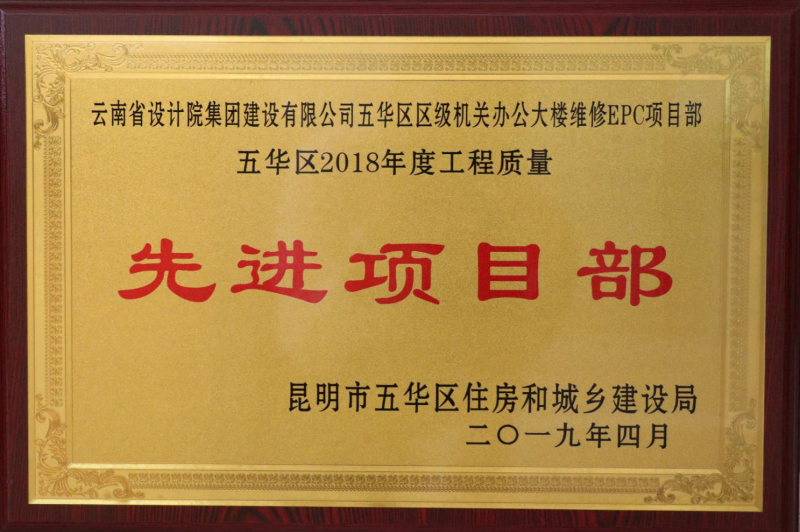 云南省设计院集团建设有限公司五华区区级机关办公大楼维修EPC项目部
五华区2018年度工程质量
先进项目部
昆明市五华区住房和城乡建设局
二〇一九年四月